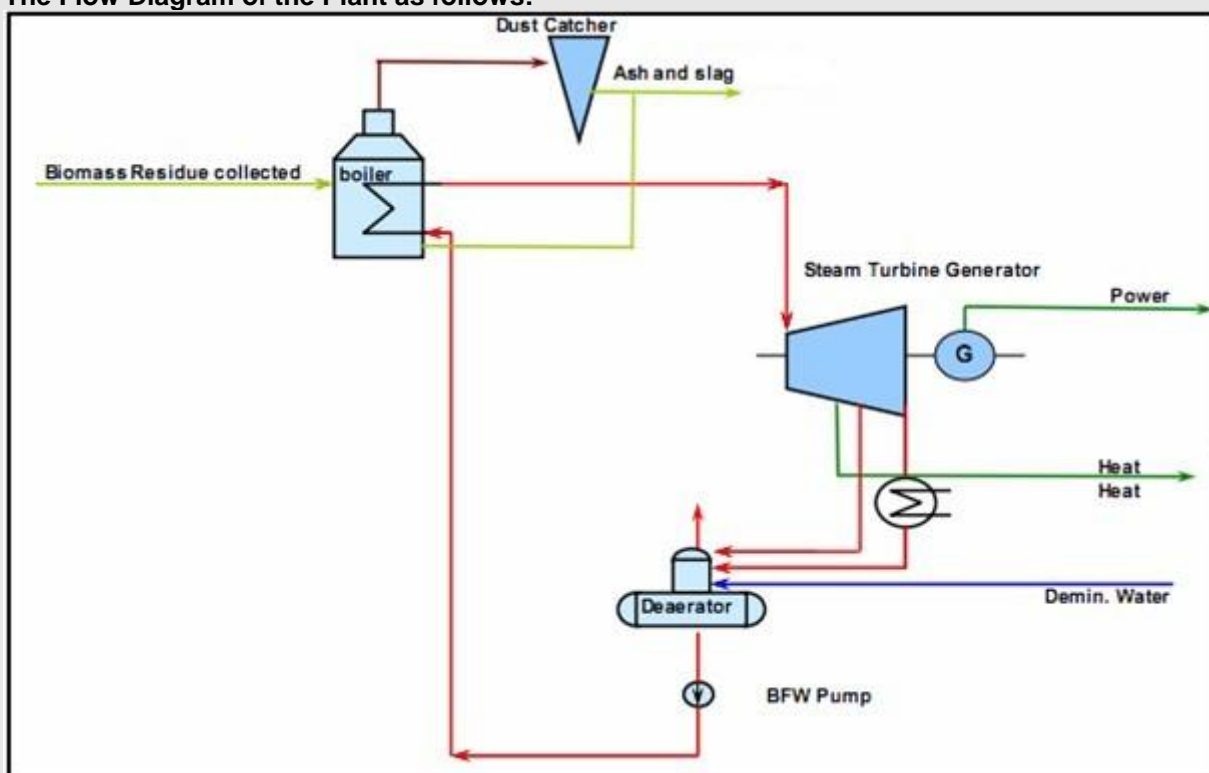 The Flow Diagram of the Plant as follows:
Dust Catcher
Ash and slag
Biomass Residue collected
boiler
Steam Turbine Generator
Power
G
Heat
Heat
Deaerator
Demin. Water
BFW Pump